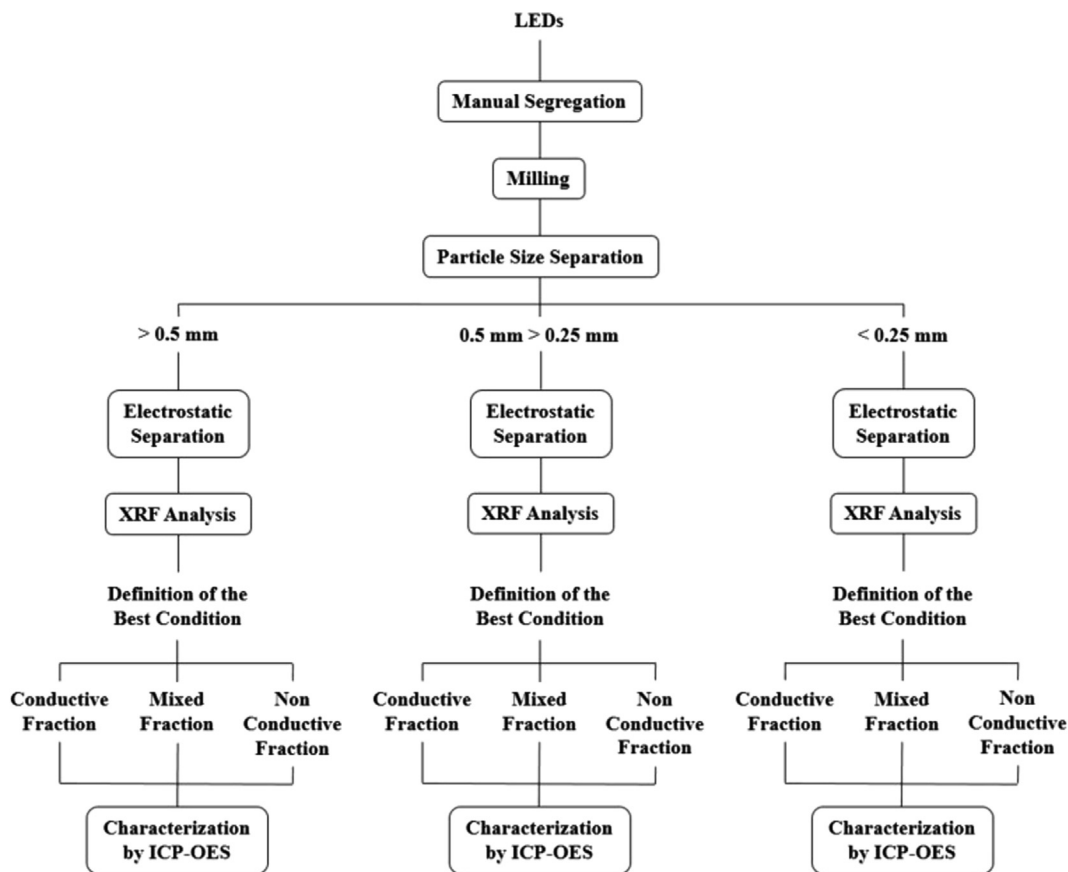 LEDs
Manual Segregation
Milling
Particle Size Separation
> 0.5 mm
0.5 mm > 0.25 mm
< 0.25 mm
Electrostatic
Separation
Electrostatic
Separation
Electrostatic
Separation
XRF Analysis
XRF Analysis
XRF Analysis
Definition of the
Best Condition
Definition of the
Best Condition
Definition of the
Best Condition
Conductive
Fraction
Mixed
Fraction
Non
Conductive
Fraction
Conductive
Fraction
Mixed
Fraction
Non
Conductive
Fraction
Conductive
Fraction
Mixed
Fraction
Non
Conductive
Fraction
Characterization
by ICP-OES
Characterization
by ICP-OES
Characterization
by ICP-OES